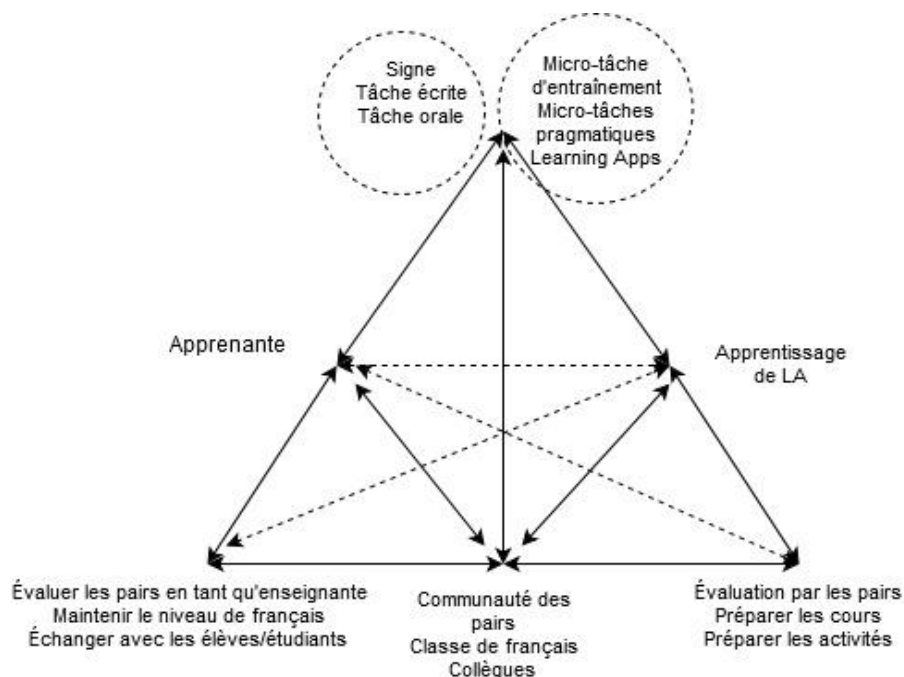 Signe
Tâche écrite
Tâche orale
Micro-tâche
d'entraînement
Micro-tâches
pragmatiques
Learning Apps
Apprenante
Apprentissage
de LA
Évaluer les pairs en tant qu'enseignante
Maintenir le niveau de français
Échanger avec les élèves/étudiants
Communauté des
pairs
Classe de français
Collègues
Évaluation par les pairs
Préparer les cours
Préparer les activités